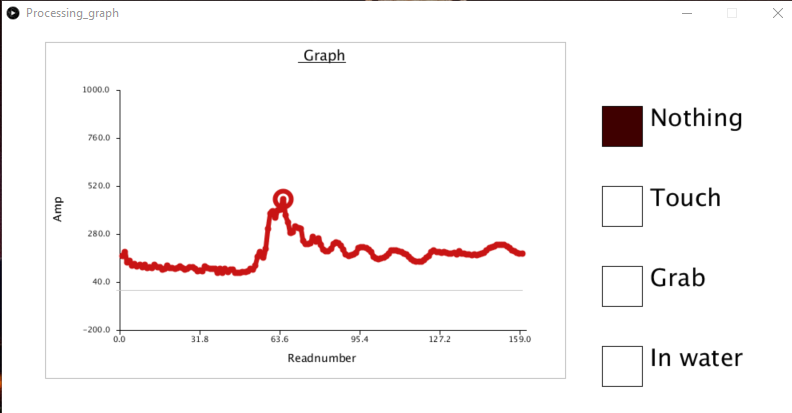 Processing_graph
Graph
1000.0
760.0
520.0
280.0
40.0
-200.0
Amp
0.0 31.8 63.6 95.4 127.2 159.0
Readnumber
Nothing
Touch
Grab
In water